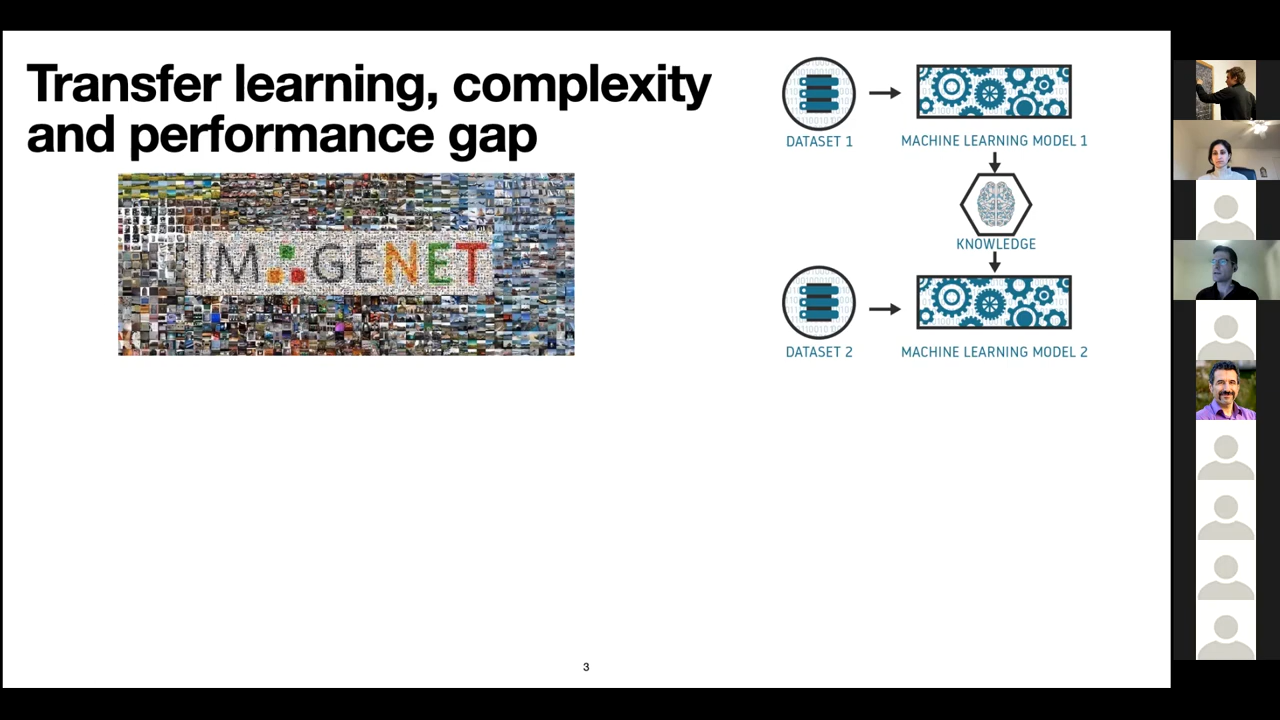 Transfer learning, complexity
and performance gap
IMAGENET
DATASET 1
MACHINE LEARNING MODEL 1
KNOWLEDGE
DATASET 2
MACHINE LEARNING MODEL 2
3